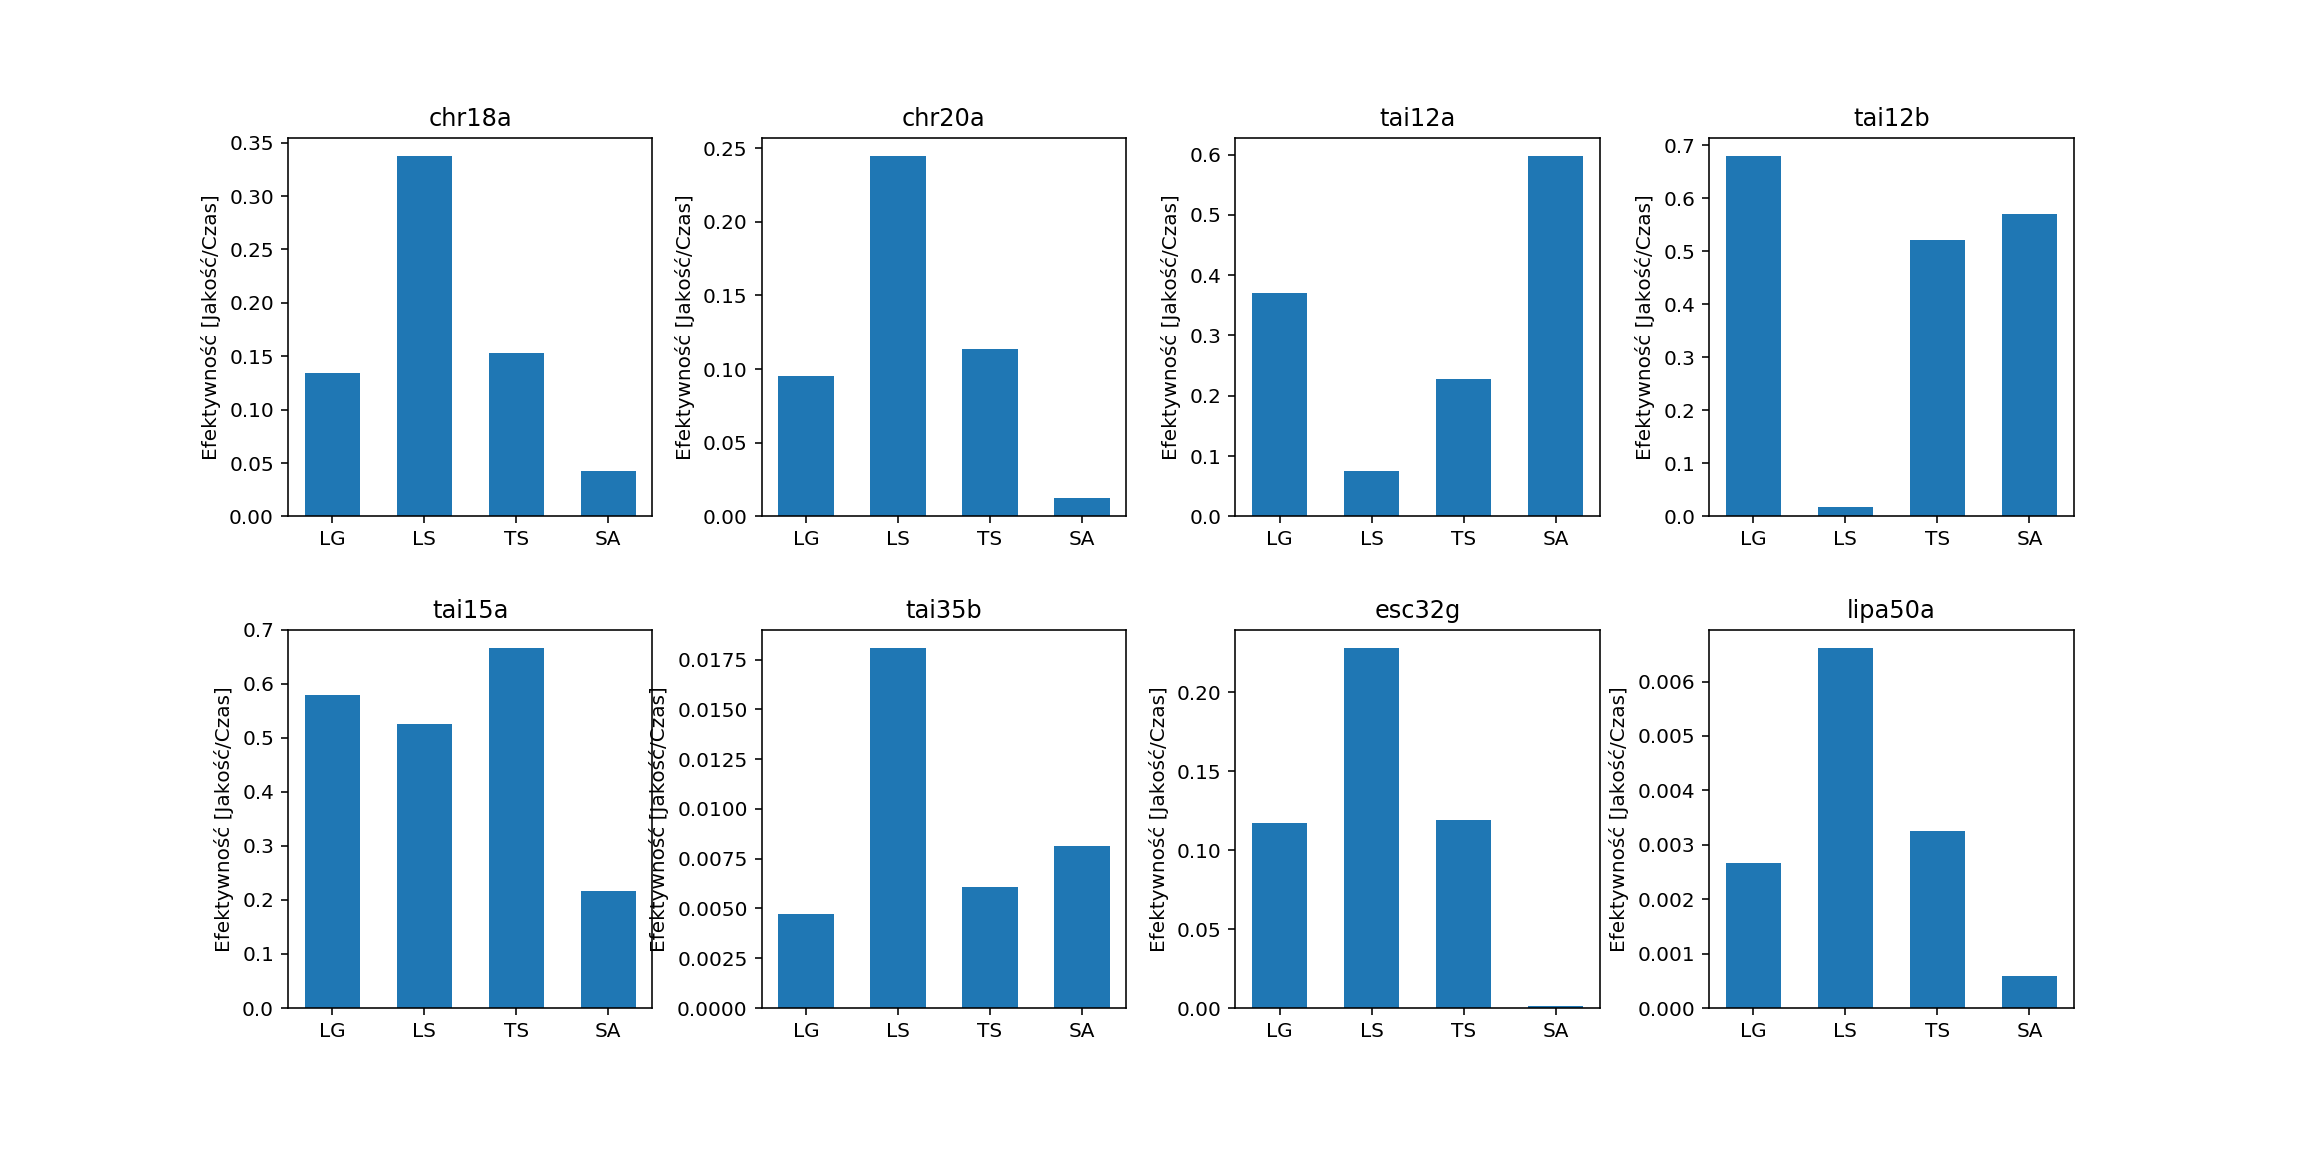 chr18a
Efektywność [Jakość/Czas]
0.35
0.30
0.25
0.20
0.15
0.10
0.05
0.00
LG LS TS SA
chr20a
Efektywność [Jakość/Czas]
0.25
0.20
0.15
0.10
0.05
0.00
LG LS TS SA
tai12a
Efektywność [Jakość/Czas]
0.6
0.5
0.4
0.3
0.2
0.1
0.0
LG LS TS SA
tai12b
Efektywność [Jakość/Czas]
0.7
0.6
0.5
0.4
0.3
0.2
0.1
0.0
LG LS TS SA
tai15a
Efektywność [Jakość/Czas]
0.7
0.6
0.5
0.4
0.3
0.2
0.1
0.0
LG LS TS SA
tai35b
Efektywność [Jakość/Czas]
0.0175
0.0150
0.0125
0.0100
0.0075
0.0050
0.0025
0.0000
LG LS TS SA
esc32g
Efektywność [Jakość/Czas]
0.20
0.15
0.10
0.05
0.00
LG LS TS SA
lipa50a
Efektywność [Jakość/Czas]
0.006
0.005
0.004
0.003
0.002
0.001
0.000
LG LS TS SA